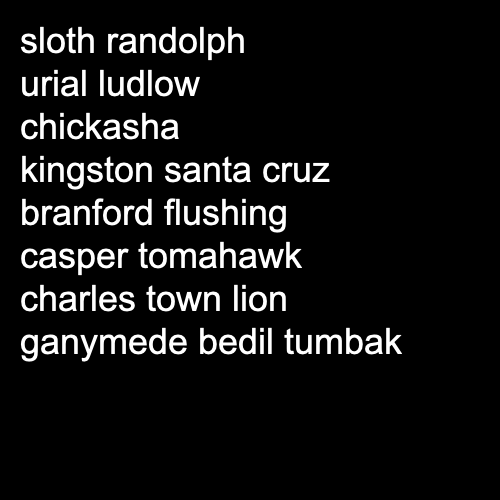 sloth randolph
urial ludlow
chickasha
kingston santa cruz
branford flushing
casper tomahawk
charles town lion
ganymede bedil tumbak